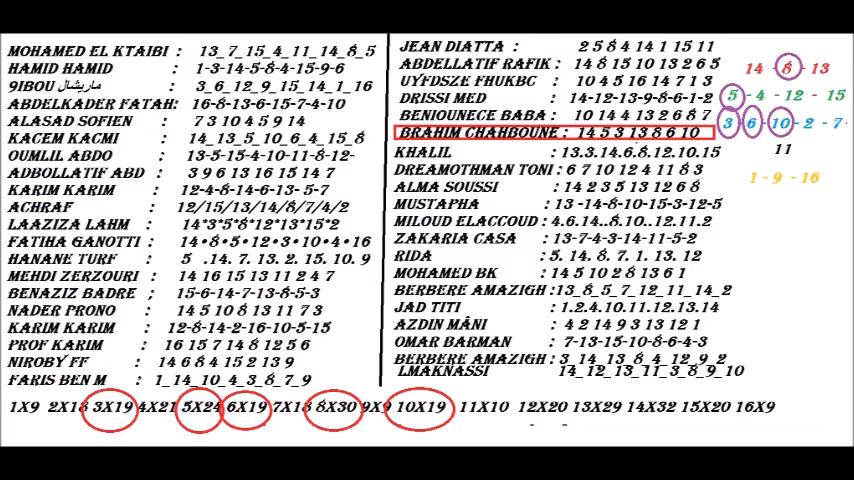 MOHAMED EL KTAIBI : 13_7_15_4_11_14_8_5
HAMID HAMID : 1-3-14-5-8-4-15-9-6
9IBOU ماريشال : 3_6_12_9_15_14_1_16
ABDELKADER FATAH: 16-8-13-6-15-7-4-10
ALASAD SOFIEN : 7 3 10 4 5 9 14
KACEM KACMI : 14_13_5_10_6_4_15_8
OUMLIL ABDO : 13-5-15-4-10-11-8-12-
ADBOLLATIF ABD : 3 9 6 13 16 15 14 7
KARIM KARIM : 12-4-8-14-6-13- 5-7
ACHRAF : 12/15/13/14/8/7/4/2
LAAZIZA LAHM : 14*3*5*8*12*13*15*2
FATIHA GANOTTI : 14•8•5•12•3•10•4•16
HANANE TURF : 5 .14. 7. 13. 2. 15. 10. 9
MEHDI ZERZOURI : 14 16 15 13 11 2 4 7
BENAZIZ BADRE ; 15-6-14-7-13-8-5-3
NADER PRONO : 14 5 10 8 13 11 7 3
KARIM KARIM : 12-8-14-2-16-10-5-15
PROF KARIM : 16 15 7 14 8 12 5 6
NIROBY FF : 14 6 8 4 15 2 13 9
FARIS BEN M : 1_14_10_4_3_8_7_9
JEAN DIATTA : 2 5 8 4 14 1 15 11
ABDELLATIF RAFIK : 14 8 15 10 13 2 6 5
UYFDSZE FHUKBC : 10 4 5 16 14 7 1 3
DRISSI MED : 14-2-12-13-9-8-6-1-2
BENIOUNECE BABA : 10 14 4 13 2 6 8 7
BRAHIM CHAHBOUNE : 14 5 3 13 8 6 10
KHALIL : 13.3.14.6.8.12.10.15
DREAMOTHMAN TONI : 6 7 10 12 4 11 8 3
ALMA SOUSSI : 14 2 3 5 13 12 6 8
MUSTAPHA : 13 -14-8-10-15-3-12-5
MILOUD ELACCOUD : 4.6.14..8.10..12.11.2
ZAKARIA CASA : 13-7-4-3-14-11-5-2
RIDA : 5. 14. 8. 7. 1. 13. 12
MOHAMED BK : 14 5 10 2 8 13 6 1
BERBERE AMAZIGH :13_8_5_7_12_11_14_2
JAD TITI : 1.2.4.10.11.12.13.14
AZDIN MÂNI : 4 2 14 9 3 13 12 1
OMAR BARMAN : 7-13-15-10-8-6-4-3
BERBERE AMAZIGH : 3_14_13_8_4_12_9_2
LMAKNASSI 14_12_13_11_3_8_9_10
14 - 8 - 13
5 - 4 - 12 - 15
3 - 6 - 10 - 2 - 7
11
1 - 9 - 16
1X9 2X18 3X19 4X21 5X24 6X19 7X18 8X30 9X9 10X19 11X10 12X20 13X29 14X32 15X20 16X9